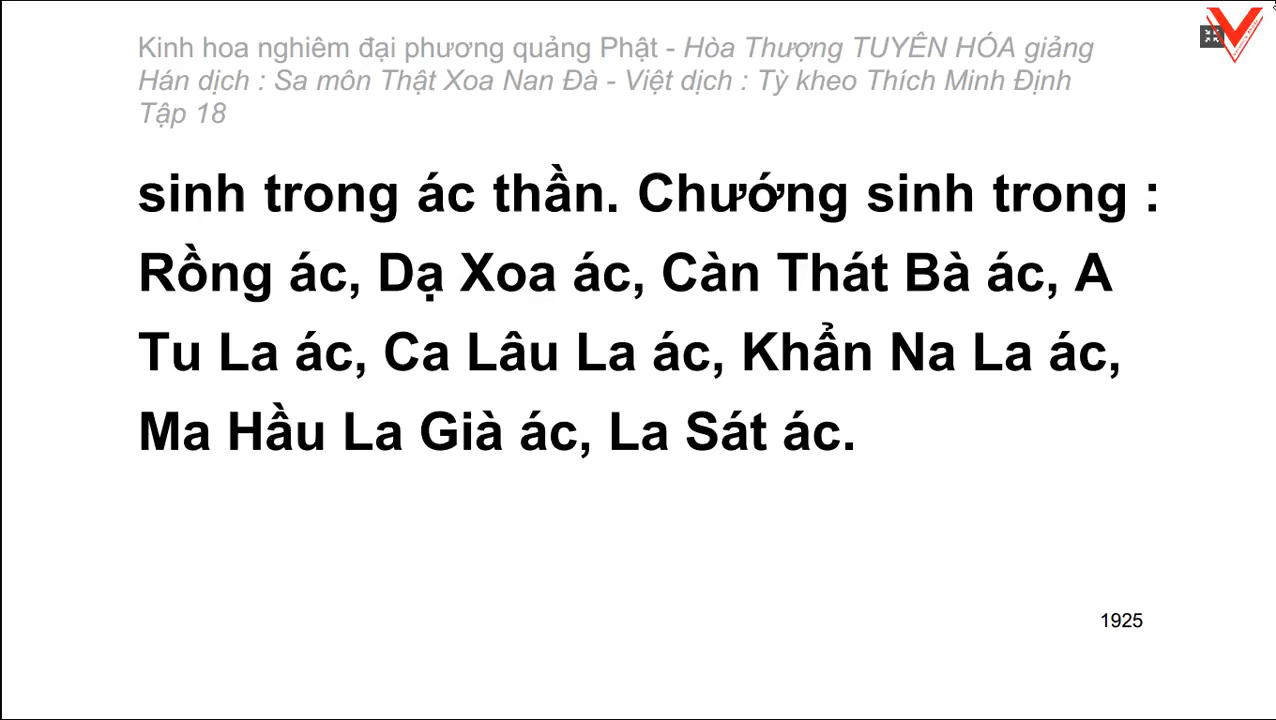 Kinh hoa nghiêm đại phương quảng Phật - Hòa Thượng TUYÊN HÓA giảng
Hán dịch : Sa môn Thật Xoa Nan Đà - Việt dịch : Tỳ kheo Thích Minh Định
Tập 18
sinh trong ác thần. Chướng sinh trong :
Rồng ác, Dạ Xoa ác, Càn Thát Bà ác, A
Tu La ác, Ca Lâu La ác, Khẩn Na La ác,
Ma Hầu La Già ác, La Sát ác.
1925